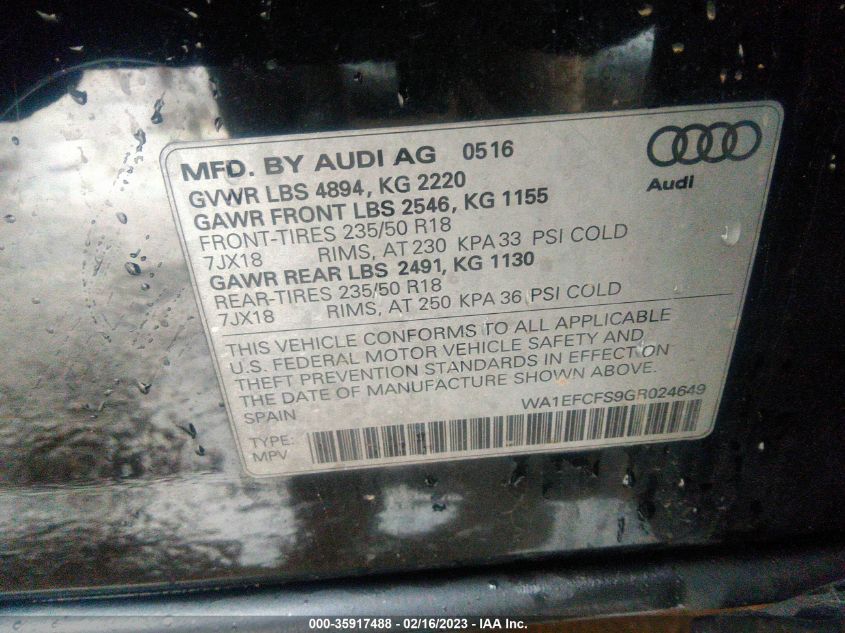 MFD. BY AUDI AG 0516
GVWR LBS 4894, KG 2220
GAWR FRONT LBS 2546, KG 1155
FRONT-TIRES 235/50 R18
7JX18 RIMS, AT 230 KPA 33 PSI COLD
GAWR REAR LBS 2491, KG 1130
REAR-TIRES 235/50 R18
7JX18 RIMS, AT 250 KPA 36 PSI COLD
Audi
THIS VEHICLE CONFORMS TO ALL APPLICABLE
U.S. FEDERAL MOTOR VEHICLE SAFETY AND
THEFT PREVENTION STANDARDS IN EFFECT ON
THE DATE OF MANUFACTURE SHOWN ABOVE.
SPAIN WA1EFCFS9GR024649
TYPE:
MPV
000-35917488 - 02/16/2023 - IAA Inc.